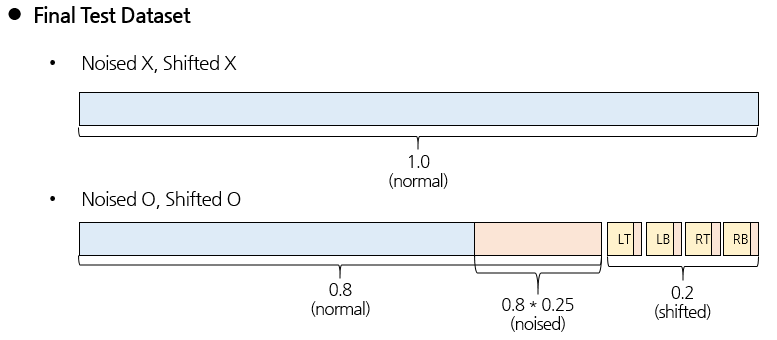 ● Final Test Dataset
• Noised X, Shifted X
1.0
(normal)
• Noised O, Shifted O
LT LB RT RB
0.8
(normal)
0.8 * 0.25
(noised)
0.2
(shifted)